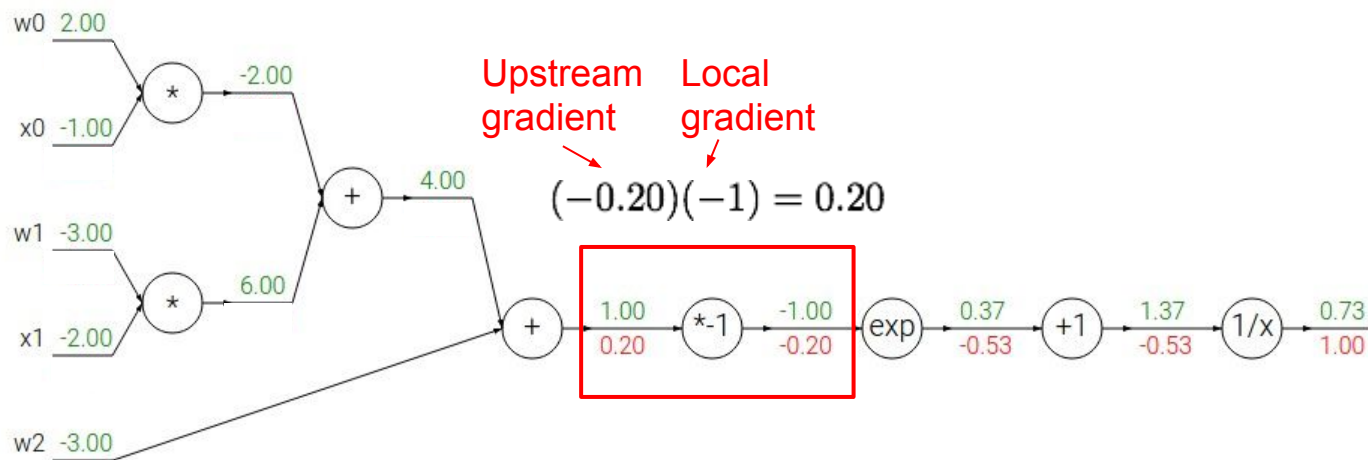 w0 2.00
*
-2.00
x0 -1.00
Upstream gradient
Local gradient
+
4.00
(−0.20)(−1) = 0.20
w1 -3.00
*
6.00
x1 -2.00
+
1.00
0.20
*-1
-1.00
-0.20
exp
0.37
-0.53
+1
1.37
-0.53
1/x
0.73
1.00
w2 -3.00